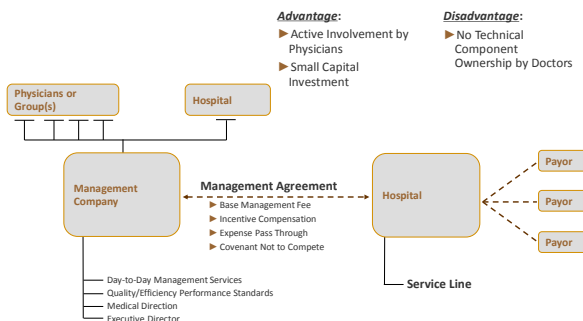 Advantage:
Active Involvement by
Physicians
Small Capital
Investment
Disadvantage:
No Technical
Component
Ownership by Doctors
Physicians or
Group(s)
Hospital
Management
Company
Management Agreement
Base Management Fee
Incentive Compensation
Expense Pass Through
Covenant Not to Compete
Hospital
Payor
Payor
Payor
Service Line
Day-to-Day Management Services
Quality/Efficiency Performance Standards
Medical Direction
Executive Director